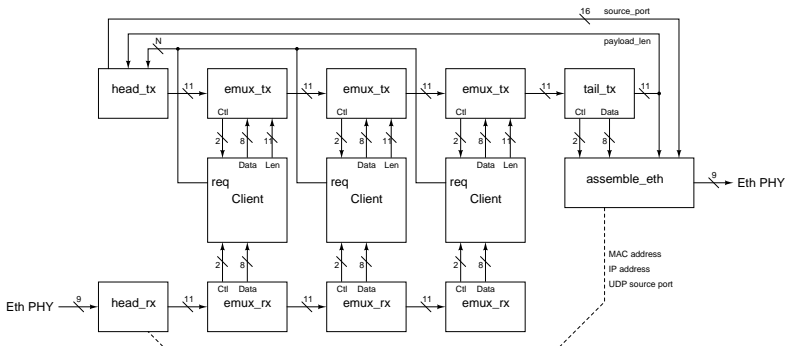 16 source_port
payload_len
N
head_tx 11 emux_tx 11 emux_tx 11 emux_tx 11 tail_tx 11
Ctl Ctl Ctl Ctl Data
2 8 11 2 8 11 2 8 11 2 8
Data Len Data Len Data Len
req req req assemble_eth 9 Eth PHY
Client Client Client
MAC address
IP address
UDP source port
2 8 2 8 2 8
Ctl Data Ctl Data Ctl Data
Eth PHY 9 head_rx 11 emux_rx 11 emux_rx 11 emux_rx